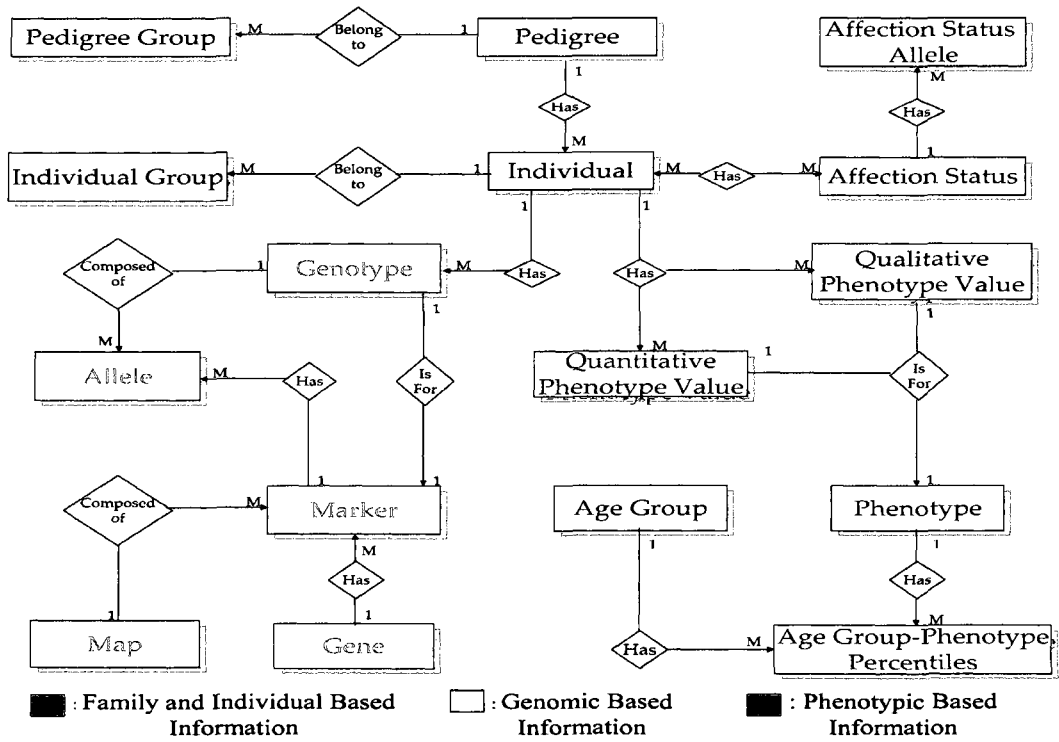 Pedigree Group
M
Belong
to
1
Pedigree
Affection Status
Allele
1
M
Has
Has
M
1
Individual Group
M
Belong
to
1
Individual
M
Has
M
Affection Status
1
1
Composed
of
1
Genotype
M
Has
Has
M
Qualitative
Phenotype Value
1
1
M
M
Allele
M
Has
Is
For
Quantitative
Phenotype Value
1
Is
For
1
1
1
Composed
of
M
Marker
Age Group
Phenotype
M
1
1
Has
Has
1
1
M
Map
Gene
Has
M
Age Group-Phenotype
Percentiles
: Family and Individual Based
Information
: Genomic Based
Information
: Phenotypic Based
Information